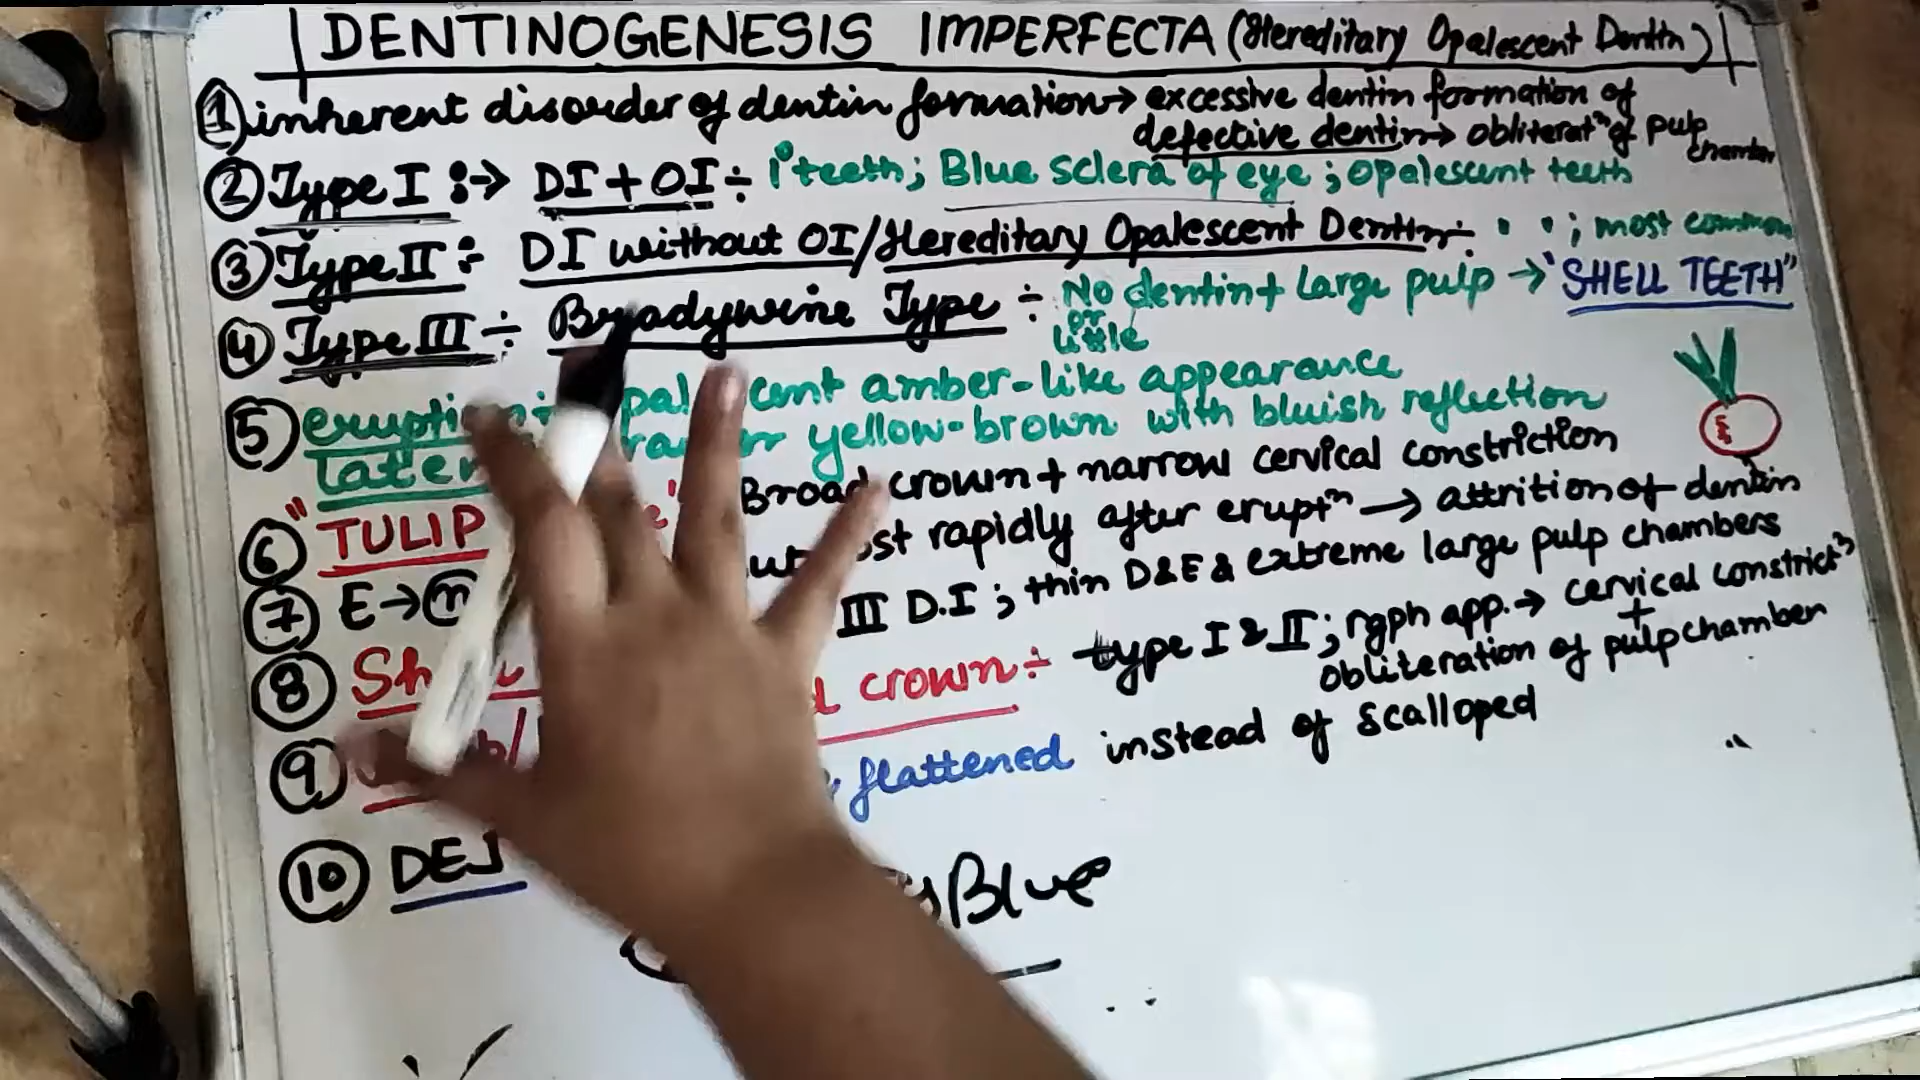 DENTINOGENESIS IMPERFECTA (Hereditary Opalescent Dentin)
① inherent disorder of dentin formation → excessive dentin formation of
defective dentin → obliteratⁿ of pulp
chamber
② Type I :→ DI + OI ÷ 1° teeth; Blue sclera of eye; opalescent teeth
③ Type II :- DI without OI/Hereditary Opalescent Dentin ÷ " "; most common
④ Type III ÷ Bradywine Type ÷ No dentin + Large pulp → "SHELL TEETH"
or
little
⑤ cent amber-like appearance
later yellow-brown with bluish reflection
⑥ "TULIP Broad crown + narrow cervical constriction
⑦ E → rapidly after eruptⁿ → attrition of dentin
⑧ III D.I; thin D&E & extreme large pulp chambers
⑨ crown ÷ type I & II; rgph app. → cervical constrictⁿ
+
obliteration of pulp chamber
⑩ DEJ flattened instead of scalloped
Blue